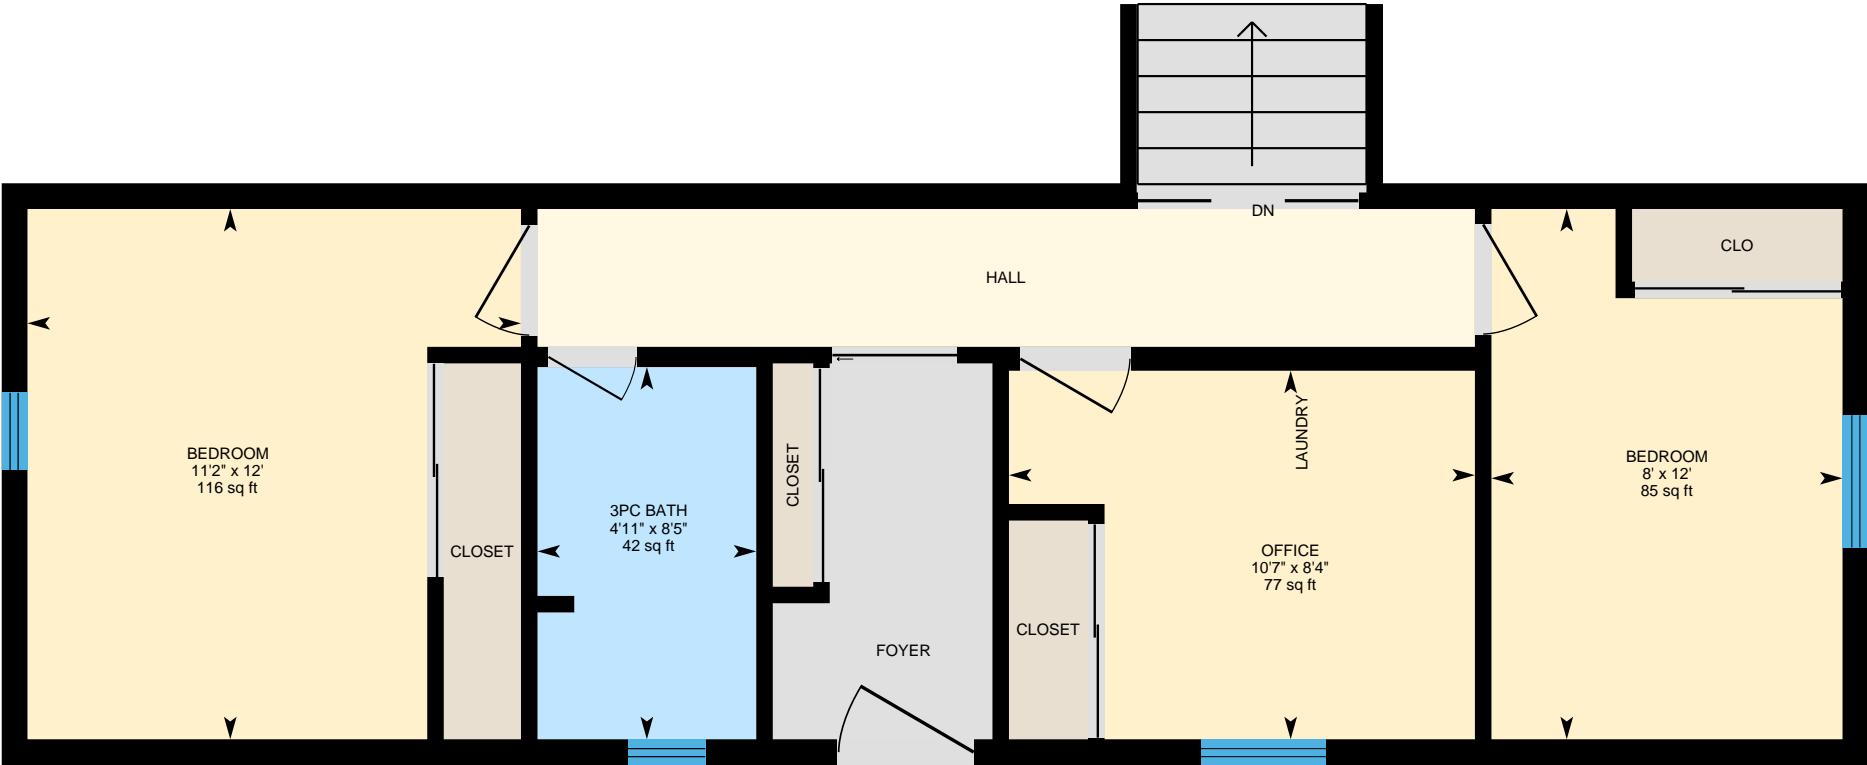 DN
CLO
HALL
BEDROOM
11'2" x 12'
116 sq ft
CLOSET
3PC BATH
4'11" x 8'5"
42 sq ft
CLOSET
FOYER
LAUNDRY
OFFICE
10'7" x 8'4"
77 sq ft
CLOSET
BEDROOM
8' x 12'
85 sq ft